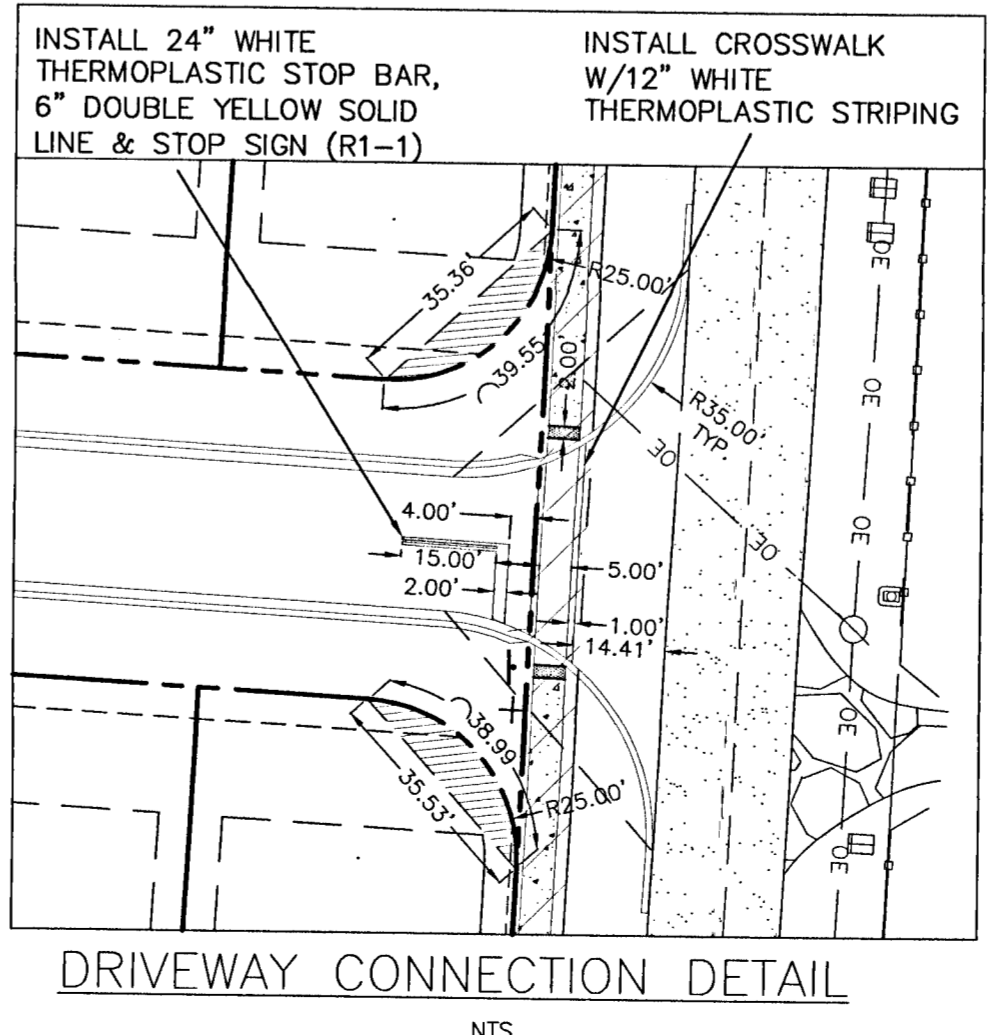 INSTALL 24" WHITE
THERMOPLASTIC STOP BAR,
6" DOUBLE YELLOW SOLID
LINE & STOP SIGN (R1-1)
INSTALL CROSSWALK
W/12" WHITE
THERMOPLASTIC STRIPING
35.36'
R25.00'
39.55
2.00'
R35.00'
TYP.
OE
OE
OE
OE
OE
OE
OE
4.00'
15.00'
2.00'
5.00'
1.00'
14.41'
38.99
35.53'
R25.00'
DRIVEWAY CONNECTION DETAIL
NTS